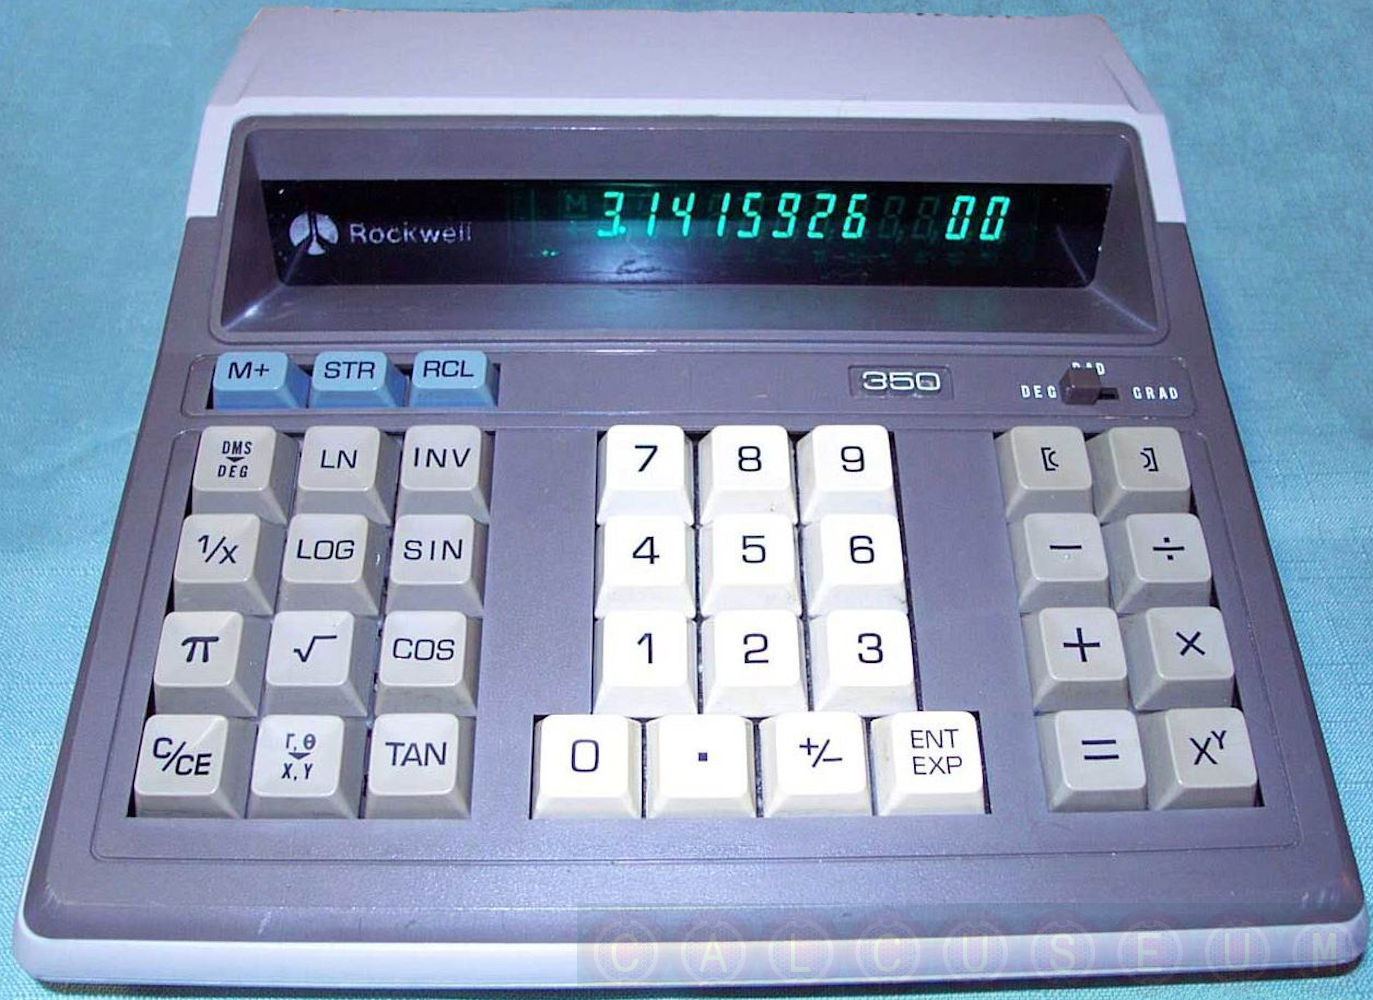 Rockwell
3.1415926 00
M+ STR RCL 350 RAD
DEG GRAD
DMS LN INV 7 8 9 [( )]
DEG
1/X LOG SIN 4 5 6 − ÷
π √ COS 1 2 3 + ×
C/CE r, θ TAN 0 . +/− ENT = Xʸ
X, Y EXP
CALCUSEUM